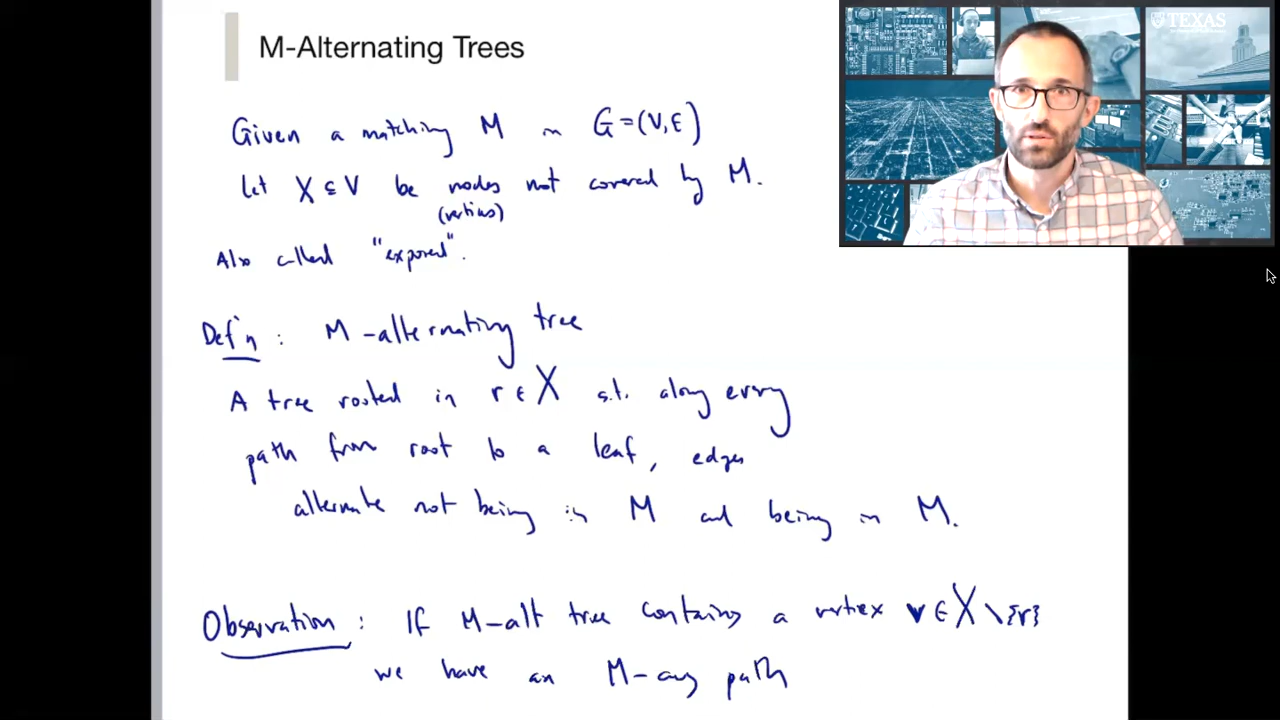 M-Alternating Trees
TEXAS
Given a matching M in G=(V,E)
let X ⊆ V be nodes not covered by M.
(vertices)
Also called "exposed".
Def'n : M-alternating tree
A tree rooted in r ∈ X s.t. along every
path from root to a leaf, edges
alternate not being in M and being in M.
Observation : If M-alt tree contains a vertex v ∈ X \ {r}
we have an M-aug path